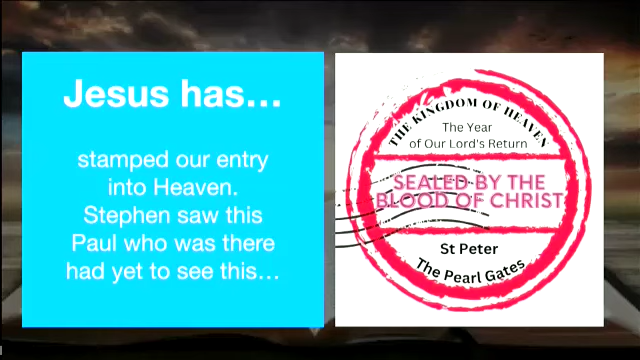 Jesus has...
stamped our entry
into Heaven.
Stephen saw this
Paul who was there
had yet to see this...
THE KINGDOM OF HEAVEN
The Year
of Our Lord's Return
SEALED BY THE
BLOOD OF CHRIST
St Peter
The Pearl Gates